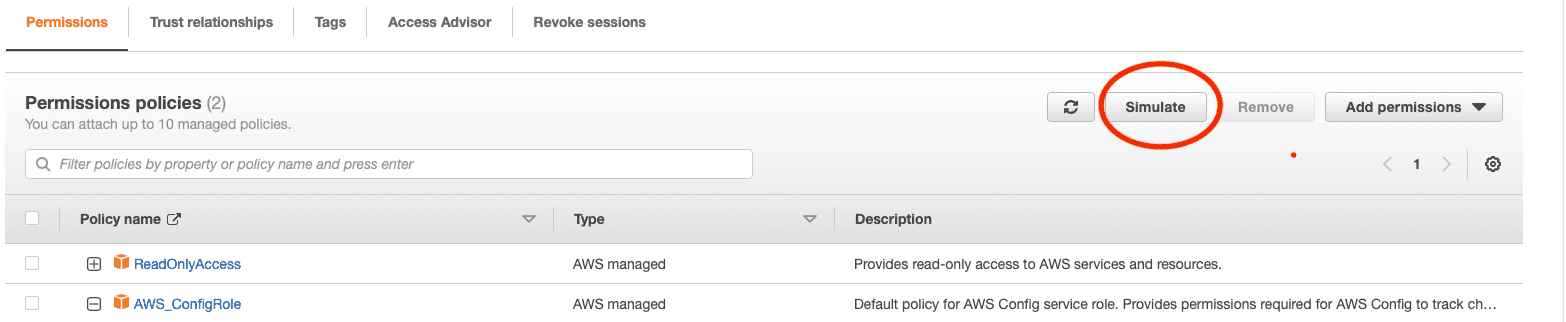 Permissions Trust relationships Tags Access Advisor Revoke sessions
Permissions policies (2)
You can attach up to 10 managed policies.
Simulate Remove Add permissions
Filter policies by property or policy name and press enter
1
Policy name Type Description
ReadOnlyAccess AWS managed Provides read-only access to AWS services and resources.
AWS_ConfigRole AWS managed Default policy for AWS Config service role. Provides permissions required for AWS Config to track ch…